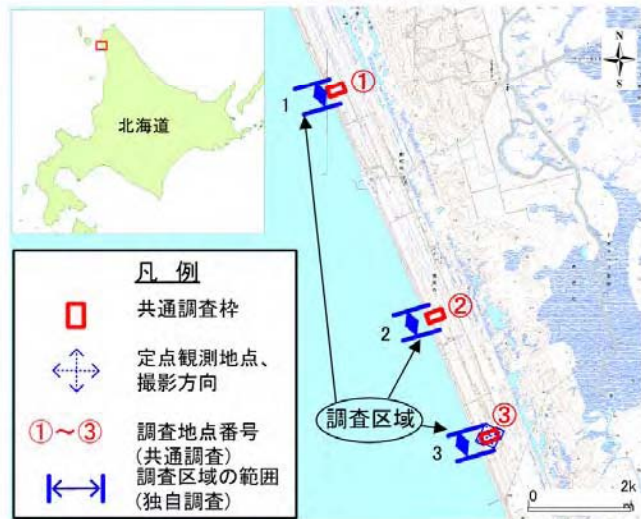 北海道
N
S
①
1
②
2
③
3
調査区域
0 2k
凡 例
共通調査枠
定点観測地点、
撮影方向
①~③
調査地点番号
(共通調査)
調査区域の範囲
(独自調査)